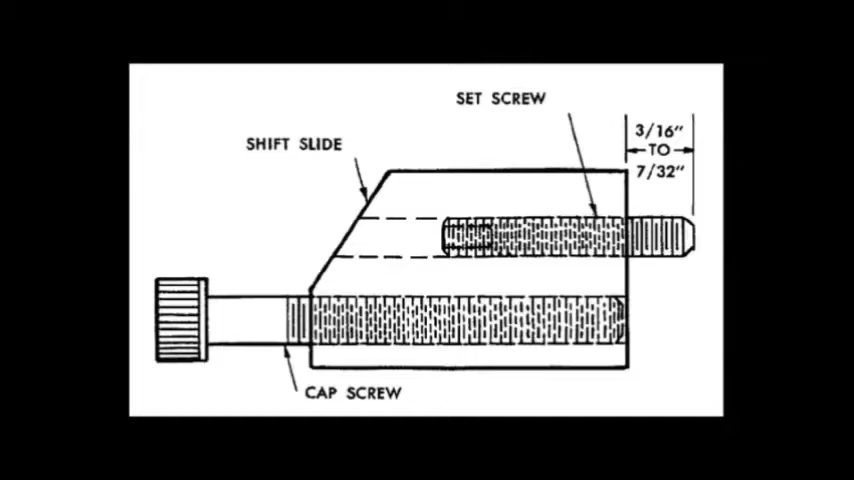 SET SCREW
SHIFT SLIDE
3/16"
TO
7/32"
CAP SCREW